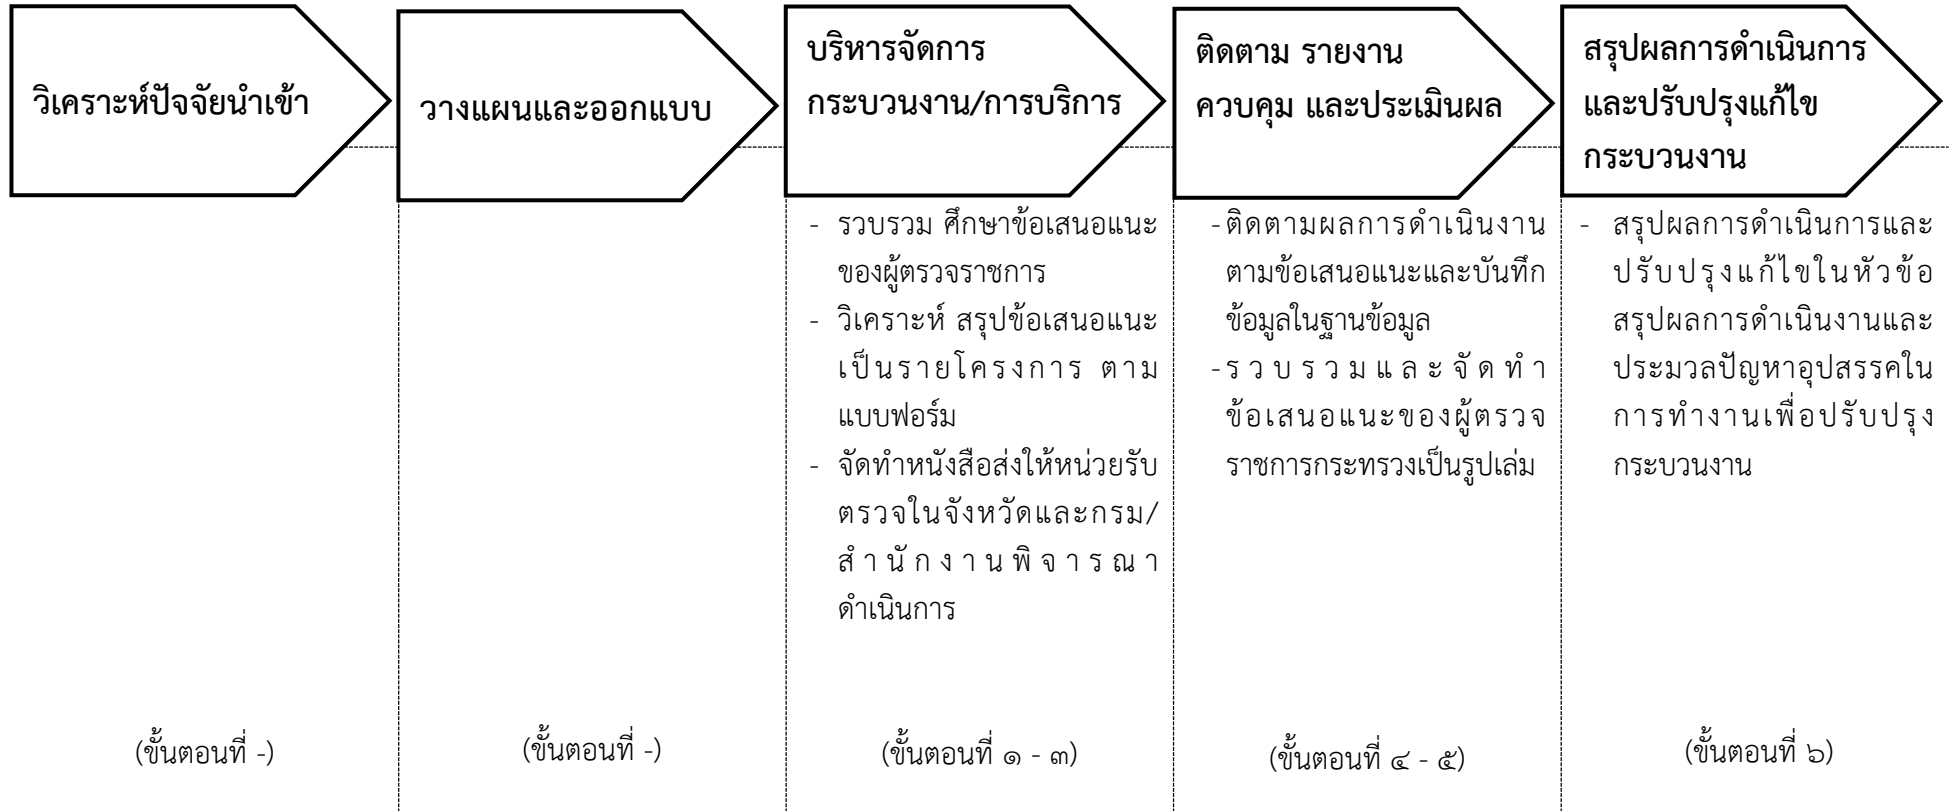 วิเคราะห์ปัจจัยนำเข้า
วางแผนและออกแบบ
บริหารจัดการ
กระบวนงาน/การบริการ
ติดตาม รายงาน
ควบคุม และประเมินผล
สรุปผลการดำเนินการ
และปรับปรุงแก้ไข
กระบวนงาน
- รวบรวม ศึกษาข้อเสนอแนะ
ของผู้ตรวจราชการ
- วิเคราะห์ สรุปข้อเสนอแนะ
เป็นรายโครงการ ตาม
แบบฟอร์ม
- จัดทำหนังสือส่งให้หน่วยรับ
ตรวจในจังหวัดและกรม/
สำนักงานพิจารณา
ดำเนินการ
-ติดตามผลการดำเนินงาน
ตามข้อเสนอแนะและบันทึก
ข้อมูลในฐานข้อมูล
-รวบรวมและจัดทำ
ข้อเสนอแนะของผู้ตรวจ
ราชการกระทรวงเป็นรูปเล่ม
- สรุปผลการดำเนินการและ
ปรับปรุงแก้ไขในหัวข้อ
สรุปผลการดำเนินงานและ
ประมวลปัญหาอุปสรรคใน
การทำงานเพื่อปรับปรุง
กระบวนงาน
(ขั้นตอนที่ -)
(ขั้นตอนที่ -)
(ขั้นตอนที่ ๑ - ๓)
(ขั้นตอนที่ ๔ - ๕)
(ขั้นตอนที่ ๖)